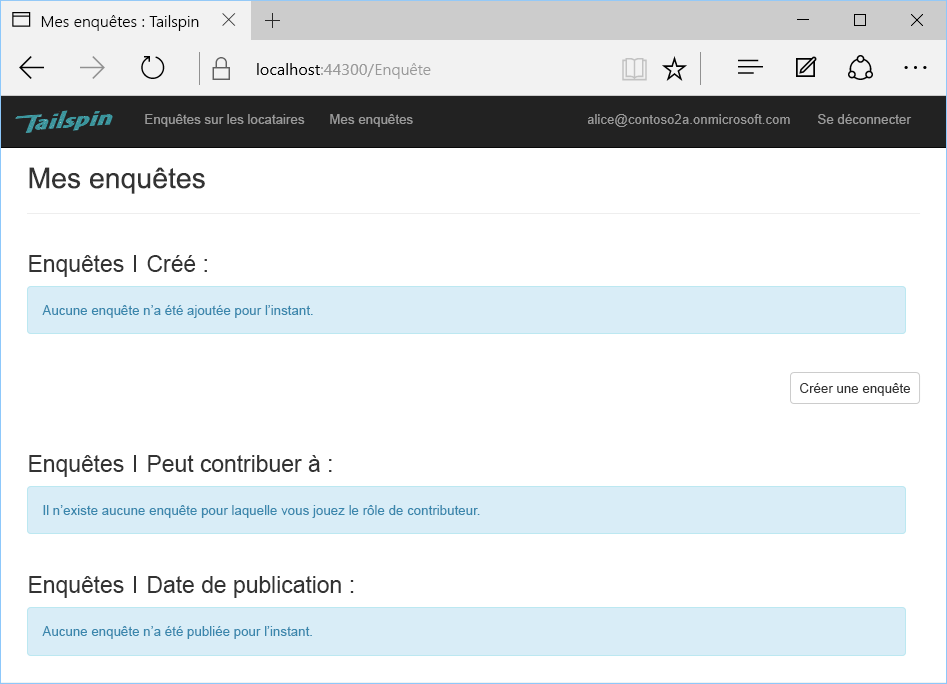 Mes enquêtes : Tailspin
localhost:44300/Enquête
Tailspin Enquêtes sur les locataires Mes enquêtes alice@contoso2a.onmicrosoft.com Se déconnecter
Mes enquêtes
Enquêtes I Créé :
Aucune enquête n’a été ajoutée pour l’instant.
Créer une enquête
Enquêtes I Peut contribuer à :
Il n’existe aucune enquête pour laquelle vous jouez le rôle de contributeur.
Enquêtes I Date de publication :
Aucune enquête n’a été publiée pour l’instant.